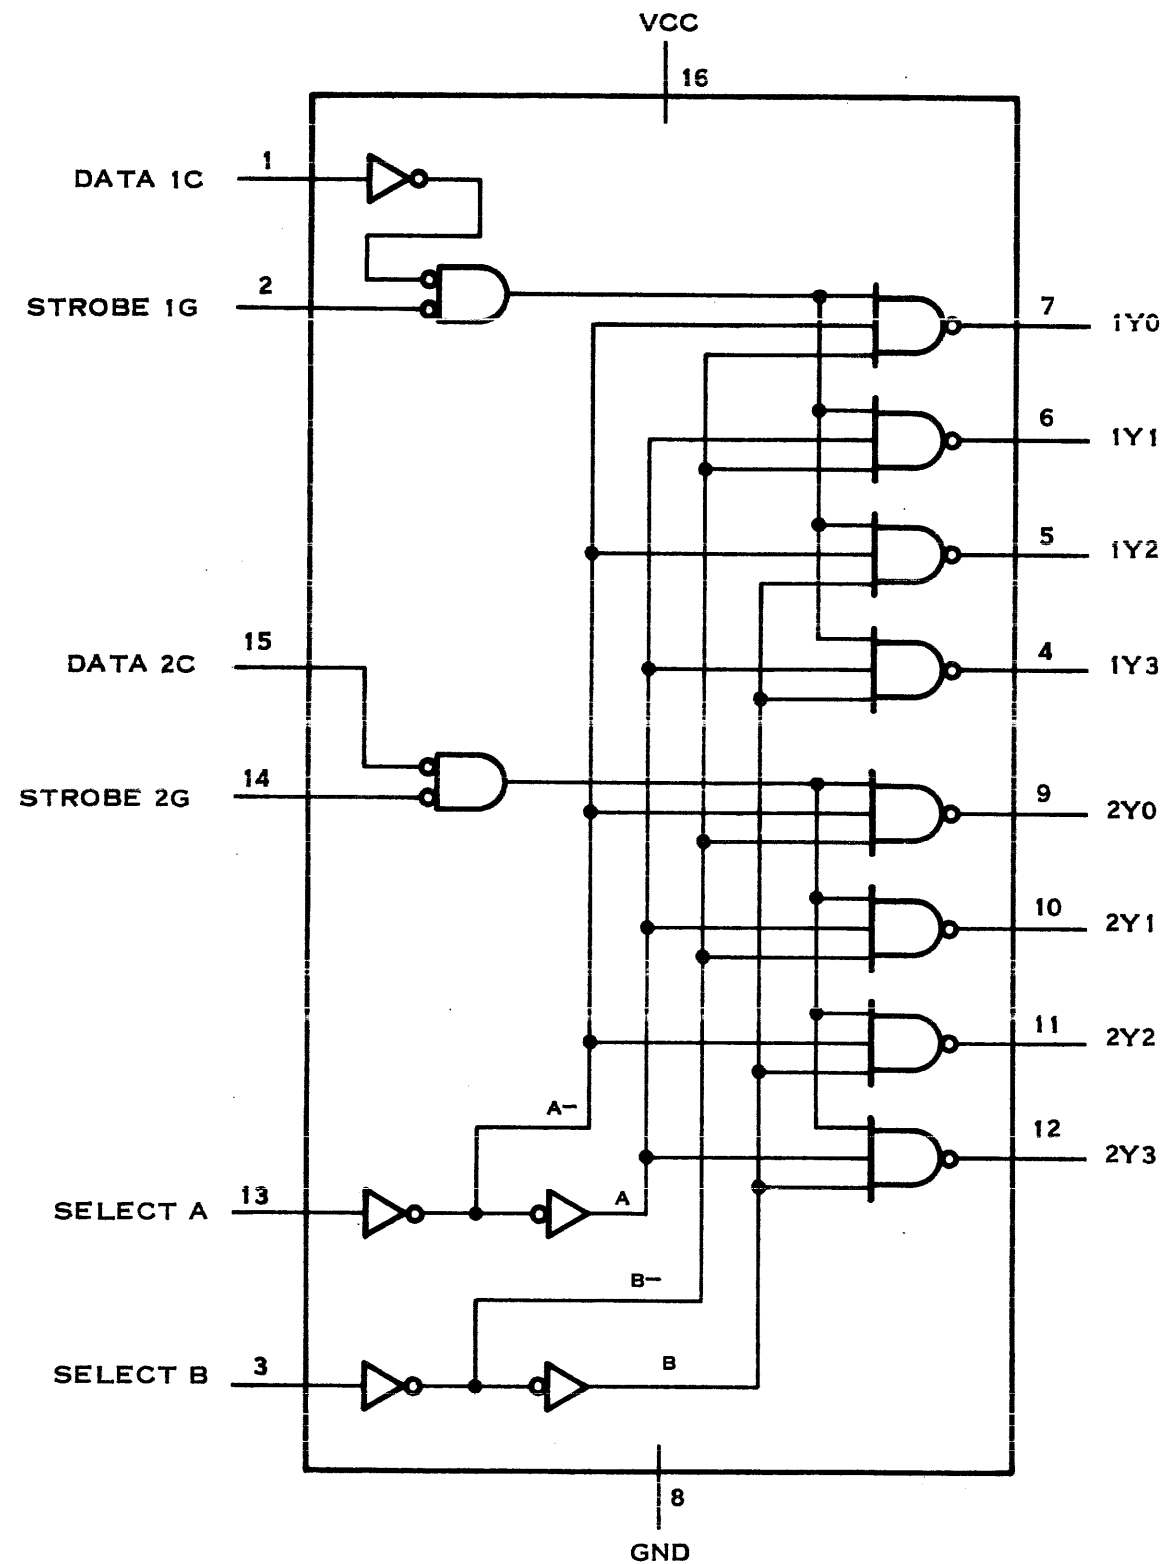 VCC
16
DATA 1C
1
STROBE 1G
2
7
1Y0
6
1Y1
5
1Y2
4
1Y3
DATA 2C
15
STROBE 2G
14
9
2Y0
10
2Y1
11
2Y2
12
2Y3
A–
SELECT A
13
A
B–
SELECT B
3
B
8
GND